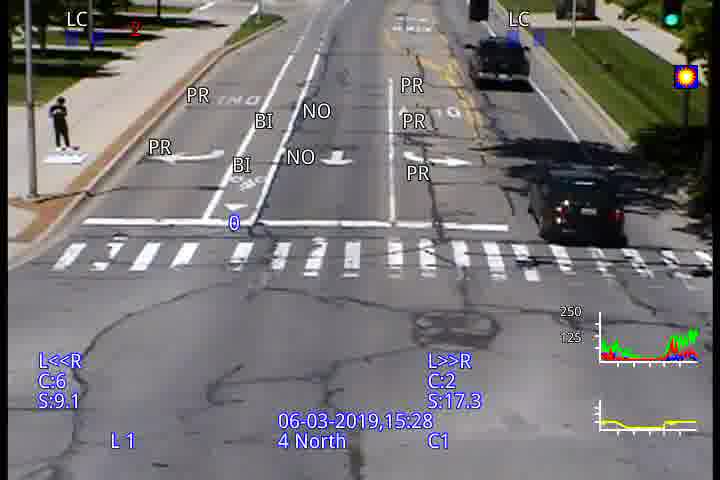 LC
LC
2
PR
PR
NO
BI
PR
PR
NO
BI
PR
0
250
125
L<<R
L>>R
C:6
C:2
S:9.1
S:17.3
06-03-2019,15:28
L 1
4 North
C1